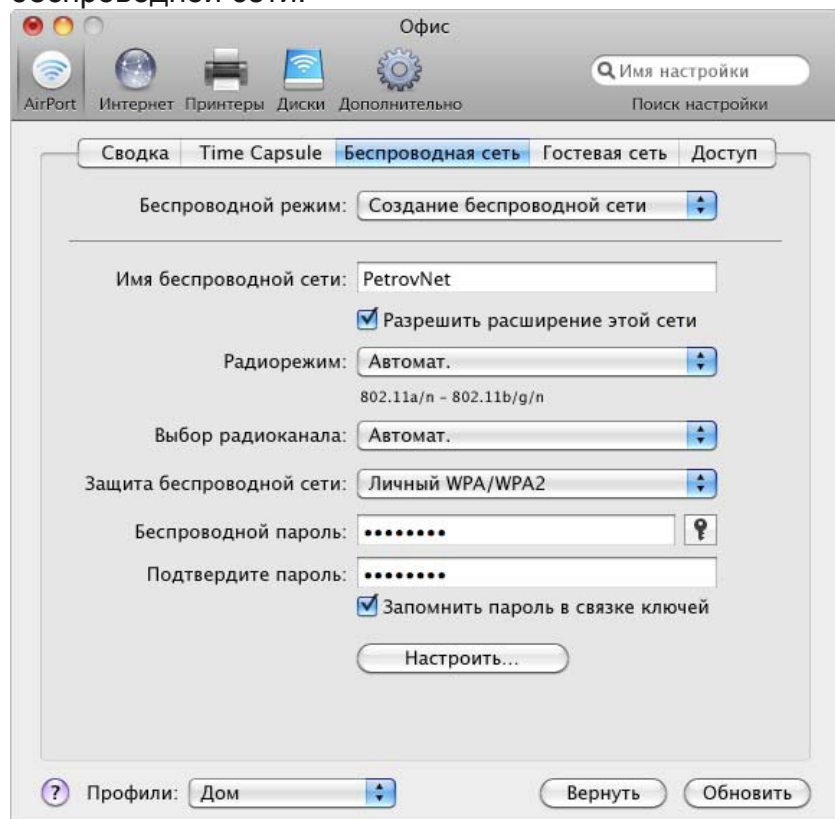 беспроводной сети.
Офис
Имя настройки
AirPort Интернет Принтеры Диски Дополнительно Поиск настройки
Сводка Time Capsule Беспроводная сеть Гостевая сеть Доступ
Беспроводной режим: Создание беспроводной сети
Имя беспроводной сети: PetrovNet
Разрешить расширение этой сети
Радиорежим: Автомат.
802.11a/n – 802.11b/g/n
Выбор радиоканала: Автомат.
Защита беспроводной сети: Личный WPA/WPA2
Беспроводной пароль: ••••••••
Подтвердите пароль: ••••••••
Запомнить пароль в связке ключей
Настроить...
? Профили: Дом Вернуть Обновить